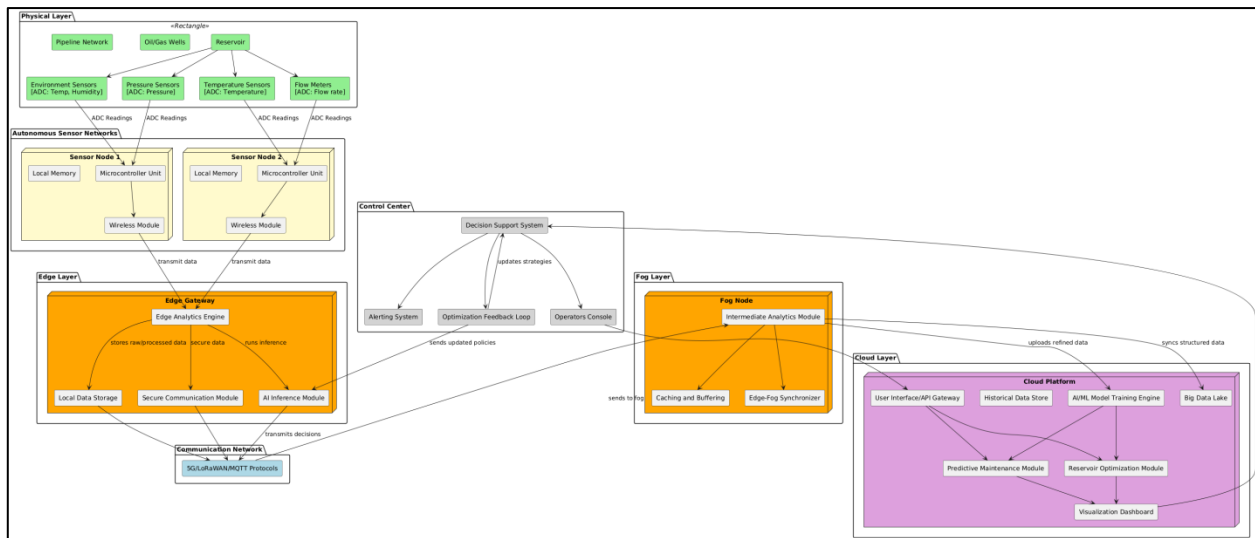 Physical Layer
«Rectangle»
Pipeline Network
Oil/Gas Wells
Reservoir
Environment Sensors
[ADC: Temp, Humidity]
Pressure Sensors
[ADC: Pressure]
Temperature Sensors
[ADC: Temperature]
Flow Meters
[ADC: Flow rate]
ADC Readings
ADC Readings
ADC Readings
ADC Readings
Autonomous Sensor Networks
Sensor Node 1
Local Memory
Microcontroller Unit
Wireless Module
Sensor Node 2
Local Memory
Microcontroller Unit
Wireless Module
transmit data
transmit data
Control Center
Decision Support System
updates strategies
Alerting System
Optimization Feedback Loop
Operators Console
sends updated policies
Edge Layer
Edge Gateway
Edge Analytics Engine
stores raw/processed data
secure data
runs inference
Local Data Storage
Secure Communication Module
AI Inference Module
transmits decisions
Communication Network
5G/LoRaWAN/MQTT Protocols
sends to fog
Fog Layer
Fog Node
Intermediate Analytics Module
Caching and Buffering
Edge-Fog Synchronizer
uploads refined data
syncs structured data
Cloud Layer
Cloud Platform
User Interface/API Gateway
Historical Data Store
AI/ML Model Training Engine
Big Data Lake
Predictive Maintenance Module
Reservoir Optimization Module
Visualization Dashboard